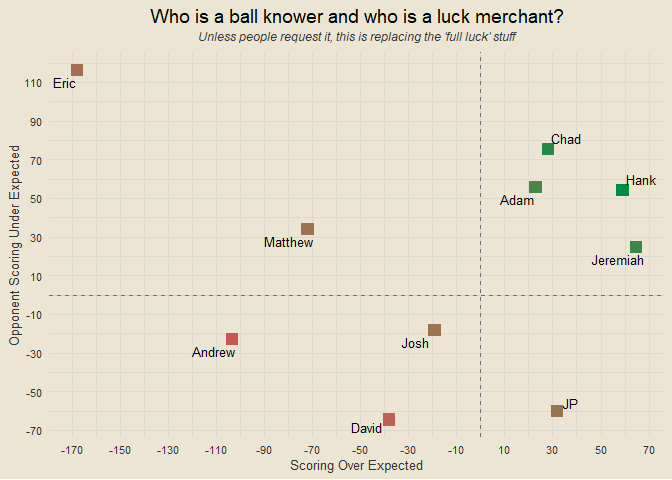 Who is a ball knower and who is a luck merchant?
Unless people request it, this is replacing the 'full luck' stuff
Opponent Scoring Under Expected
110
90
70
50
30
10
-10
-30
-50
-70
Eric
Chad
Hank
Adam
Matthew
Jeremiah
Josh
Andrew
JP
David
-170 -150 -130 -110 -90 -70 -50 -30 -10 10 30 50 70
Scoring Over Expected